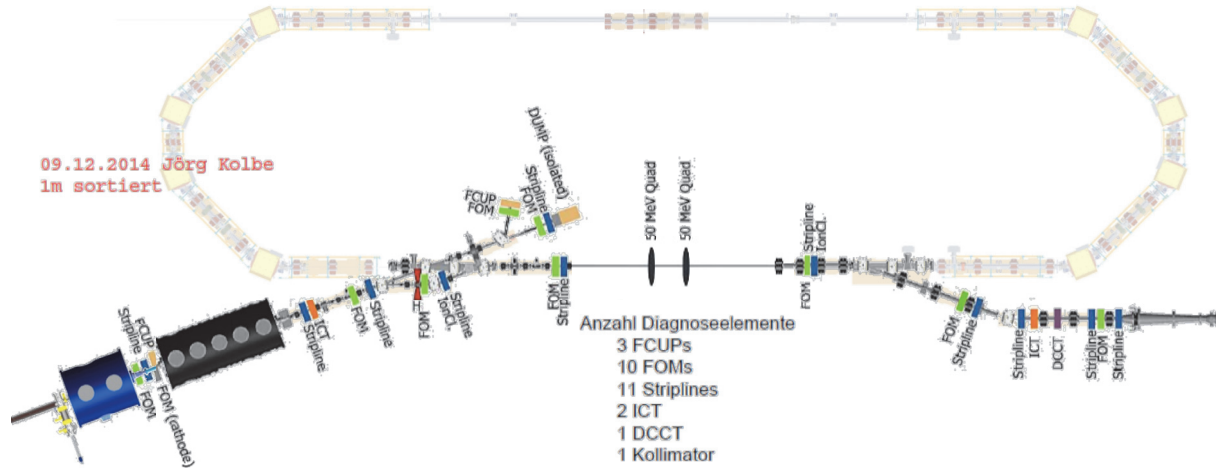 09.12.2014 Jörg Kolbe
1m sortiert
DUMP (isolated)
Stripline
FOM
FCUP
FOM
50 MeV Quad
50 MeV Quad
Stripline
IonCl.
FOM
FOM
Stripline
Stripline
IonCl.
FOM
Stripline
FOM
ICT
Stripline
FCUP
Stripline
FOM
FOM (cathode)
FOM
Stripline
Stripline
ICT
DCCT
Stripline
FOM
Stripline
Anzahl Diagnoseelemente
3 FCUPs
10 FOMs
11 Striplines
2 ICT
1 DCCT
1 Kollimator